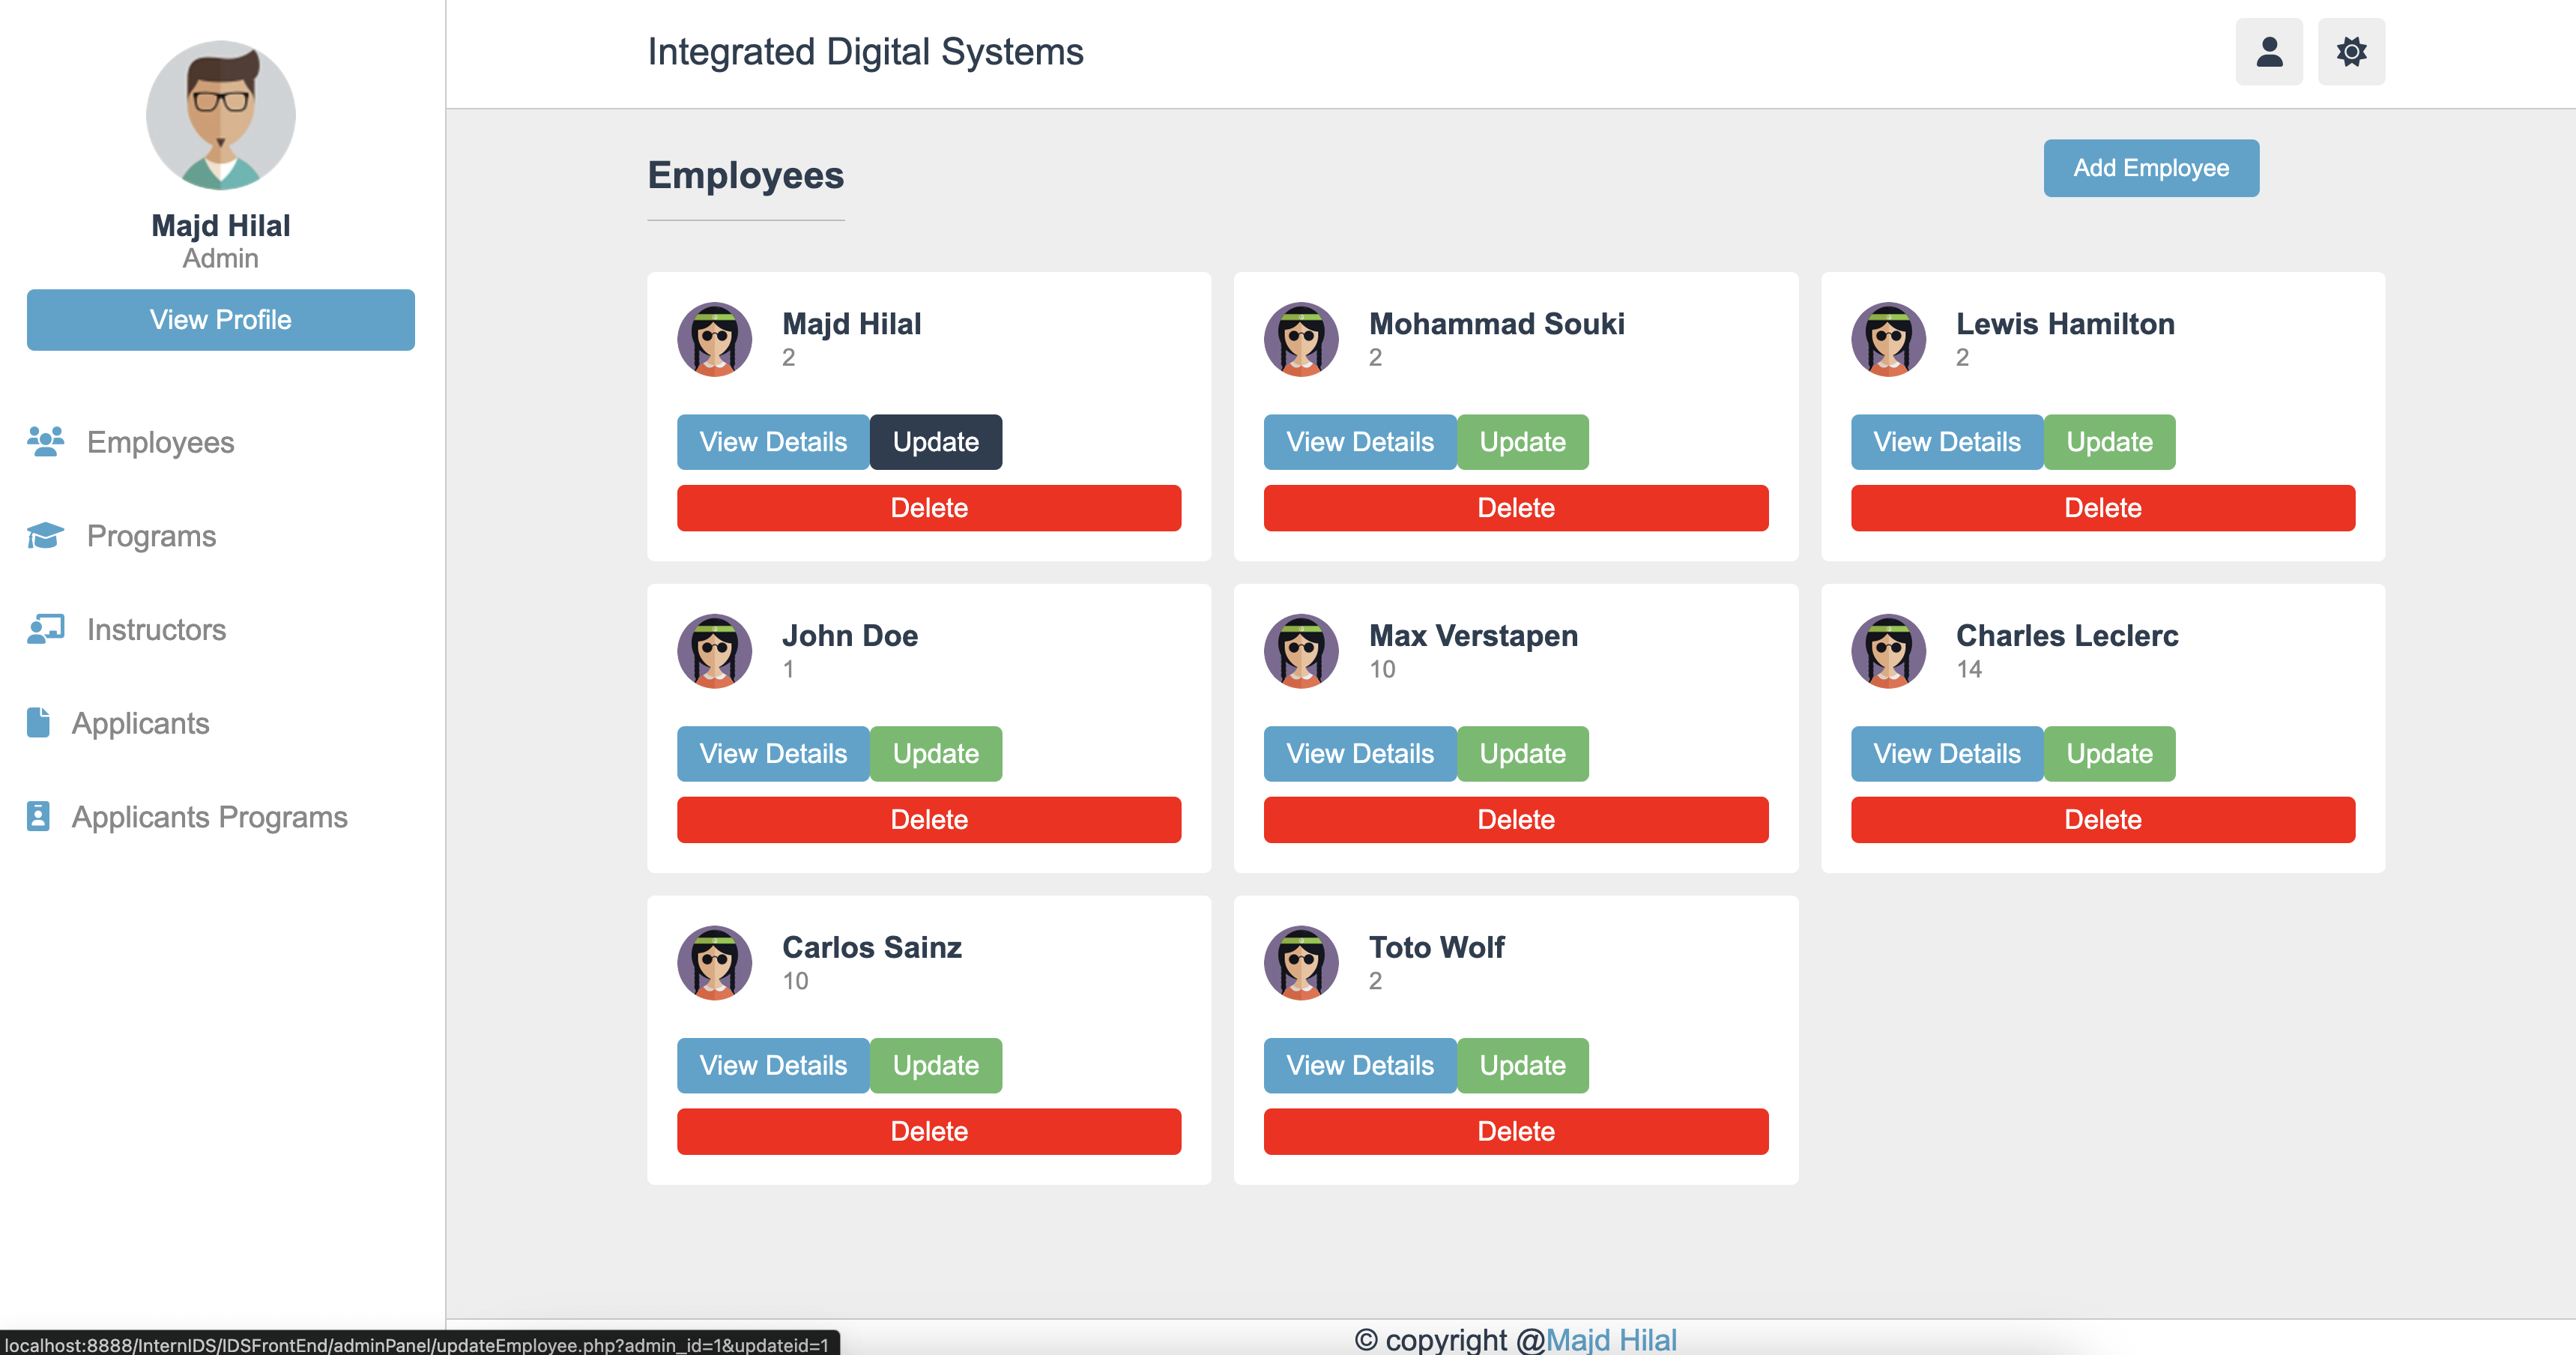 Majd Hilal
Admin
View Profile
Employees
Programs
Instructors
Applicants
Applicants Programs
Integrated Digital Systems
Employees
Add Employee
Majd Hilal
2
View Details Update
Delete
Mohammad Souki
2
View Details Update
Delete
Lewis Hamilton
2
View Details Update
Delete
John Doe
1
View Details Update
Delete
Max Verstapen
10
View Details Update
Delete
Charles Leclerc
14
View Details Update
Delete
Carlos Sainz
10
View Details Update
Delete
Toto Wolf
2
View Details Update
Delete
© copyright @Majd Hilal
localhost:8888/InternIDS/IDSFrontEnd/adminPanel/updateEmployee.php?admin_id=1&updateid=1